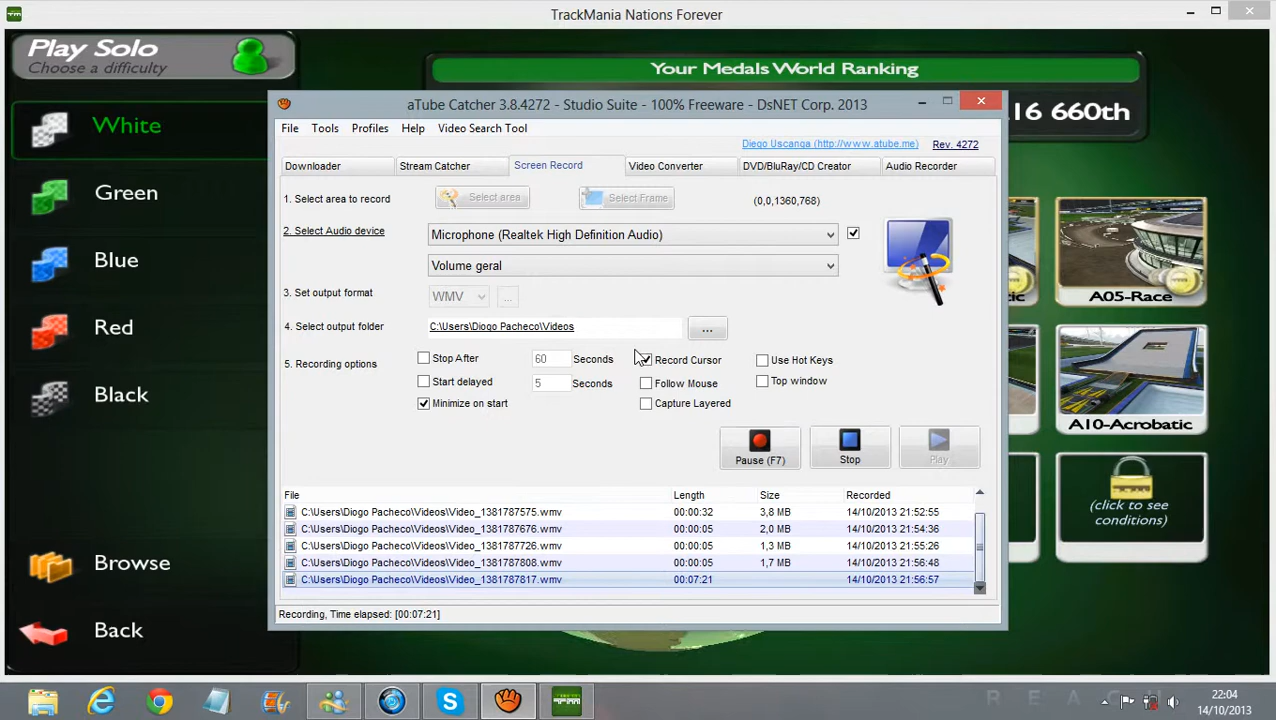 TrackMania Nations Forever
Play Solo
Choose a difficulty
Your Medals World Ranking
16 660th
White
Green
Blue
Red
Black
Browse
Back
aTube Catcher 3.8.4272 - Studio Suite - 100% Freeware - DsNET Corp. 2013
File Tools Profiles Help Video Search Tool
Diego Uscanga (http://www.atube.me) Rev. 4272
Downloader Stream Catcher Screen Record Video Converter DVD/BluRay/CD Creator Audio Recorder
1. Select area to record Select area Select Frame (0,0,1360,768)
2. Select Audio device Microphone (Realtek High Definition Audio)
Volume geral
3. Set output format WMV ...
4. Select output folder C:\Users\Diogo Pacheco\Videos ...
5. Recording options
Stop After 60 Seconds Record Cursor Use Hot Keys
Start delayed 5 Seconds Follow Mouse Top window
Minimize on start Capture Layered
Pause (F7) Stop Play
File Length Size Recorded
C:\Users\Diogo Pacheco\Videos\Video_1381787575.wmv 00:00:32 3,8 MB 14/10/2013 21:52:55
C:\Users\Diogo Pacheco\Videos\Video_1381787676.wmv 00:00:05 2,0 MB 14/10/2013 21:54:36
C:\Users\Diogo Pacheco\Videos\Video_1381787726.wmv 00:00:05 1,3 MB 14/10/2013 21:55:26
C:\Users\Diogo Pacheco\Videos\Video_1381787808.wmv 00:00:05 1,7 MB 14/10/2013 21:56:48
C:\Users\Diogo Pacheco\Videos\Video_1381787817.wmv 00:07:21 14/10/2013 21:56:57
Recording, Time elapsed: [00:07:21]
A05-Race
A10-Acrobatic
(click to see
conditions)
22:04
14/10/2013